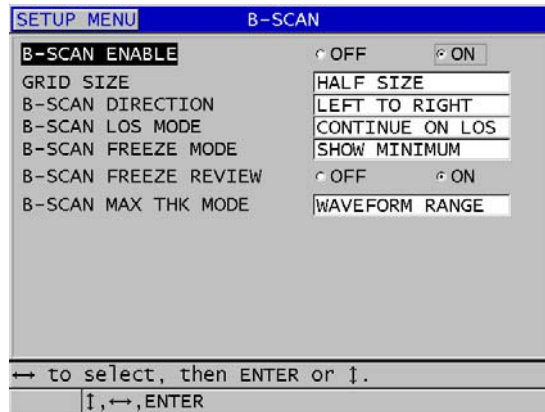 SETUP MENU B-SCAN
B-SCAN ENABLE OFF ON
GRID SIZE HALF SIZE
B-SCAN DIRECTION LEFT TO RIGHT
B-SCAN LOS MODE CONTINUE ON LOS
B-SCAN FREEZE MODE SHOW MINIMUM
B-SCAN FREEZE REVIEW OFF ON
B-SCAN MAX THK MODE WAVEFORM RANGE
↔ to select, then ENTER or ↕.
↕,↔,ENTER